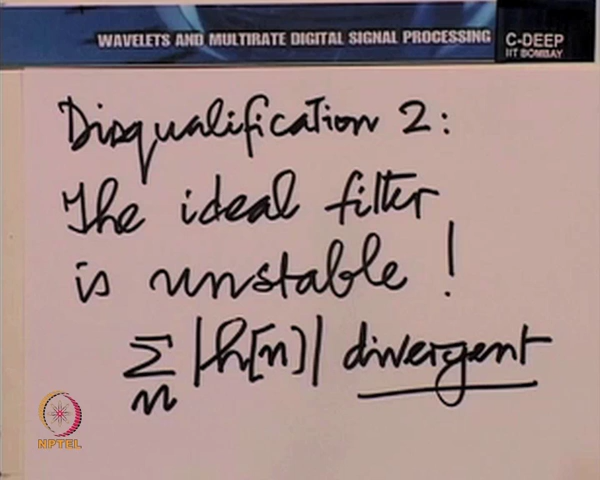 WAVELETS AND MULTIRATE DIGITAL SIGNAL PROCESSING
C-DEEP
IIT BOMBAY
Disqualification 2:
The ideal filter
is unstable !
∑ |h[n]| divergent
n
NPTEL